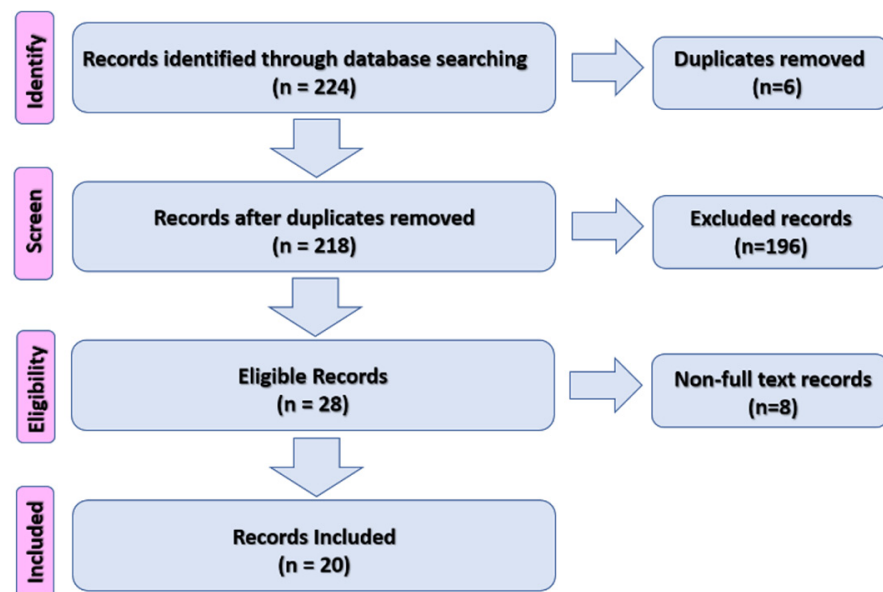 Identify
Records identified through database searching
(n = 224)
Duplicates removed
(n=6)
Screen
Records after duplicates removed
(n = 218)
Excluded records
(n=196)
Eligibility
Eligible Records
(n = 28)
Non-full text records
(n=8)
Included
Records Included
(n = 20)